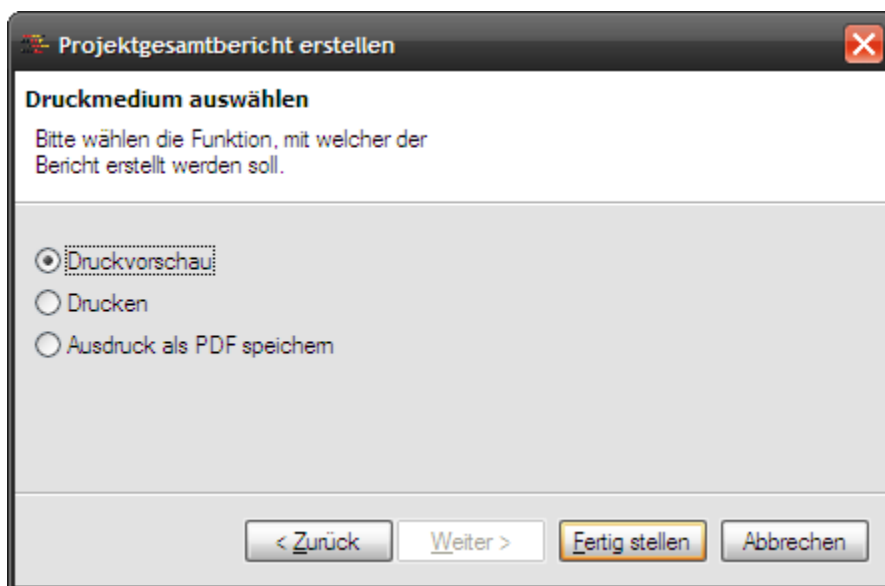 Projektgesamtbericht erstellen
Druckmedium auswählen
Bitte wählen die Funktion, mit welcher der
Bericht erstellt werden soll.
Druckvorschau
Drucken
Ausdruck als PDF speichern
< Zurück Weiter > Fertig stellen Abbrechen